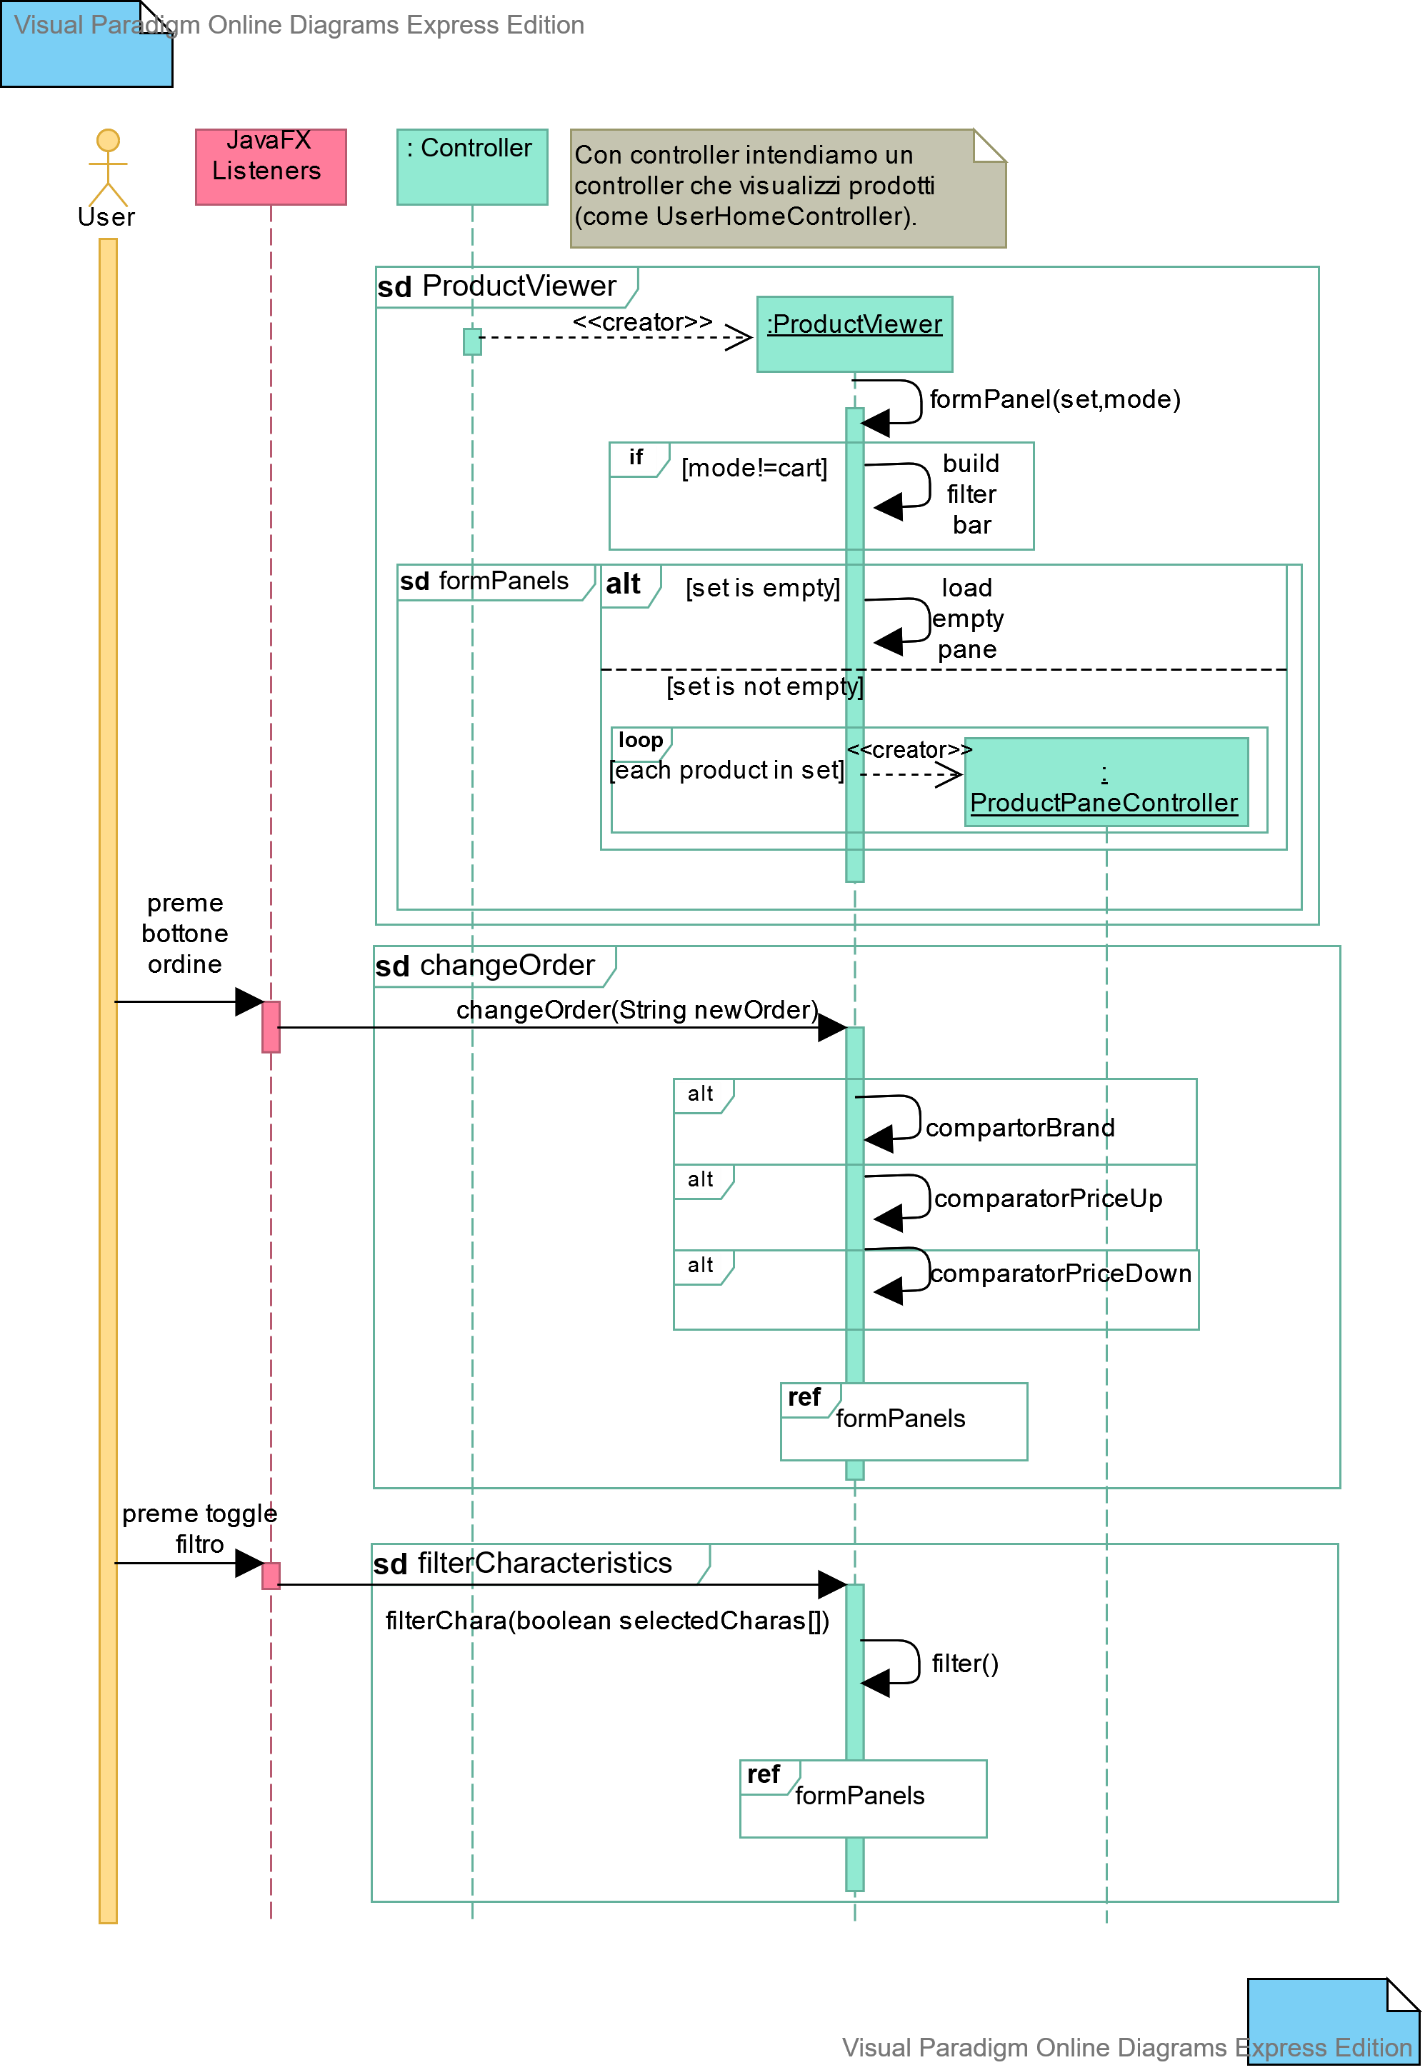 Visual Paradigm Online Diagrams Express Edition
User
JavaFX
Listeners
: Controller
Con controller intendiamo un
controller che visualizzi prodotti
(come UserHomeController).
sd ProductViewer
<<creator>>
:ProductViewer
formPanel(set,mode)
if
[mode!=cart]
build
filter
bar
sd formPanels
alt
[set is empty]
load
empty
pane
[set is not empty]
loop
[each product in set]
<<creator>>
:
ProductPaneController
preme
bottone
ordine
sd changeOrder
changeOrder(String newOrder)
alt
compartorBrand
alt
comparatorPriceUp
alt
comparatorPriceDown
ref
formPanels
preme toggle
filtro
sd filterCharacteristics
filterChara(boolean selectedCharas[])
filter()
ref
formPanels
Visual Paradigm Online Diagrams Express Edition